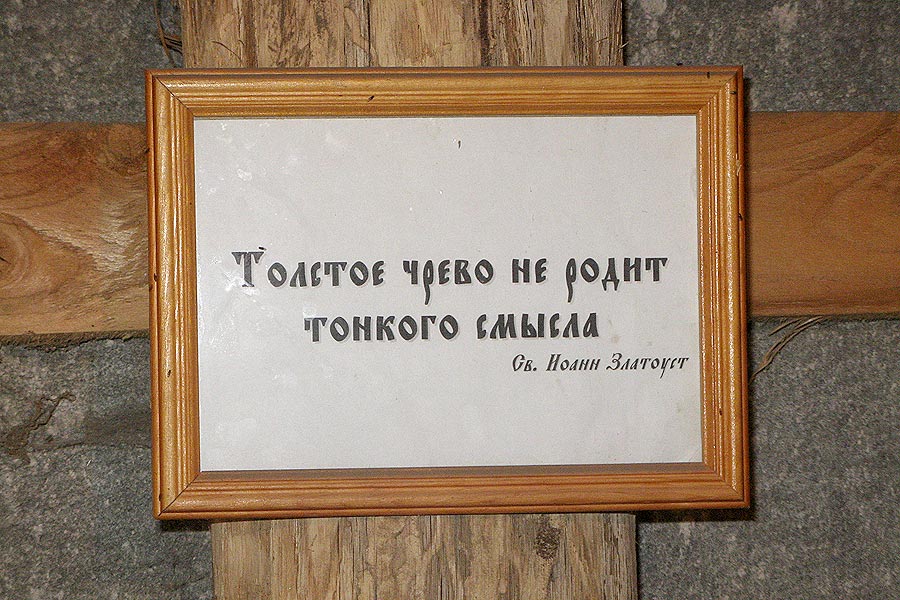 Толстое чрево не родит
тонкого смысла
Св. Иоанн Златоуст